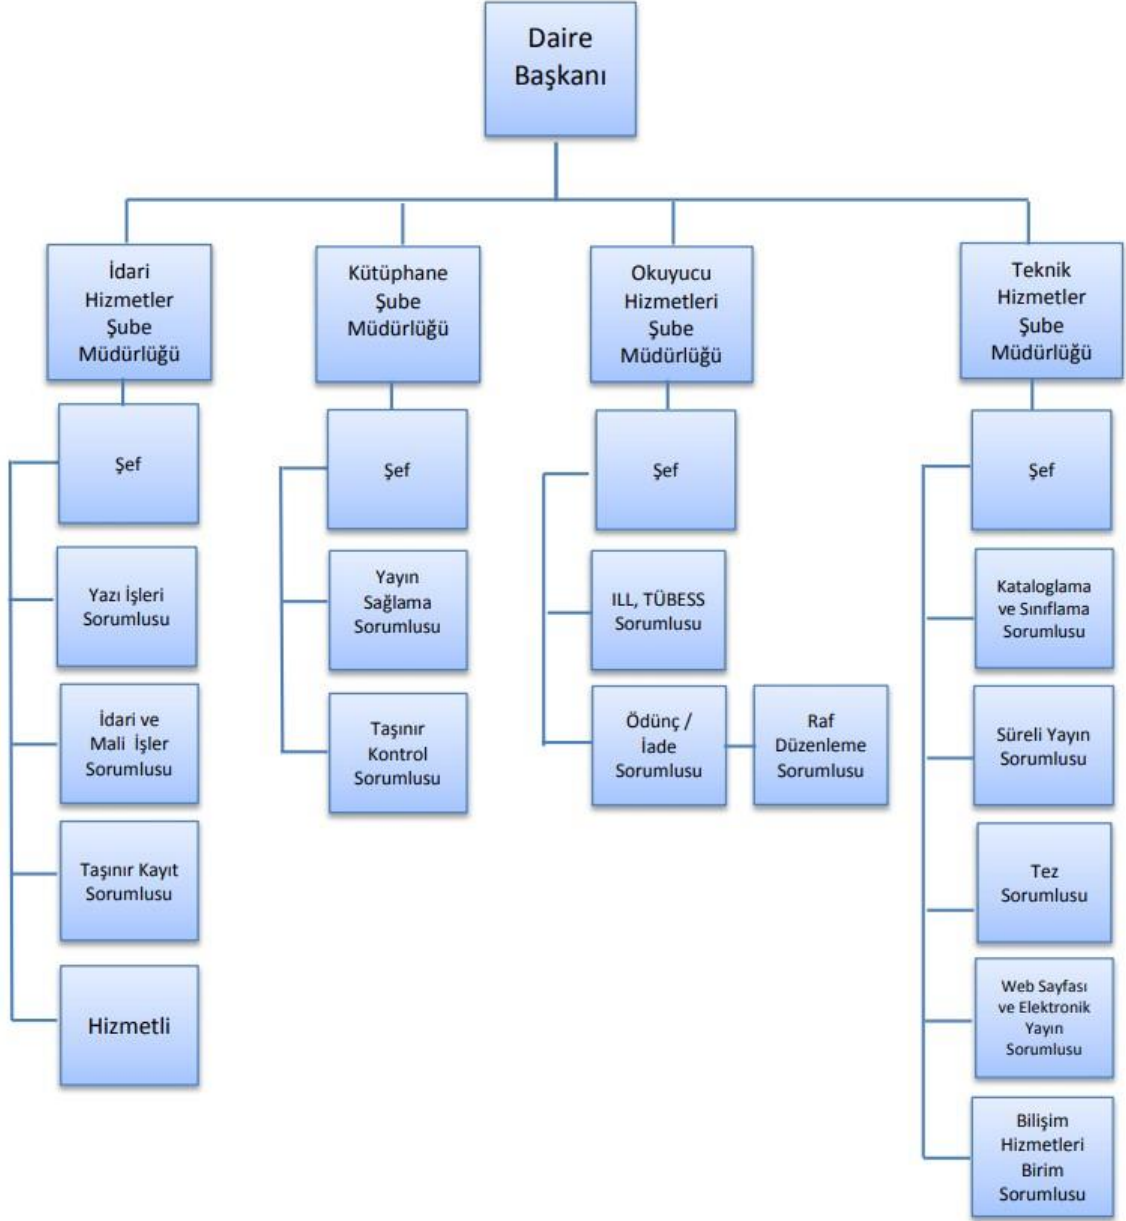 Daire
Başkanı
İdari
Hizmetler
Şube
Müdürlüğü
Kütüphane
Şube
Müdürlüğü
Okuyucu
Hizmetleri
Şube
Müdürlüğü
Teknik
Hizmetler
Şube
Müdürlüğü
Şef
Şef
Şef
Şef
Yazı İşleri
Sorumlusu
Yayın
Sağlama
Sorumlusu
ILL, TÜBESS
Sorumlusu
Kataloglama
ve Sınıflama
Sorumlusu
İdari ve
Mali İşler
Sorumlusu
Taşınır
Kontrol
Sorumlusu
Ödünç /
İade
Sorumlusu
Raf
Düzenleme
Sorumlusu
Süreli Yayın
Sorumlusu
Taşınır Kayıt
Sorumlusu
Tez
Sorumlusu
Hizmetli
Web Sayfası
ve Elektronik
Yayın
Sorumlusu
Bilişim
Hizmetleri
Birim
Sorumlusu